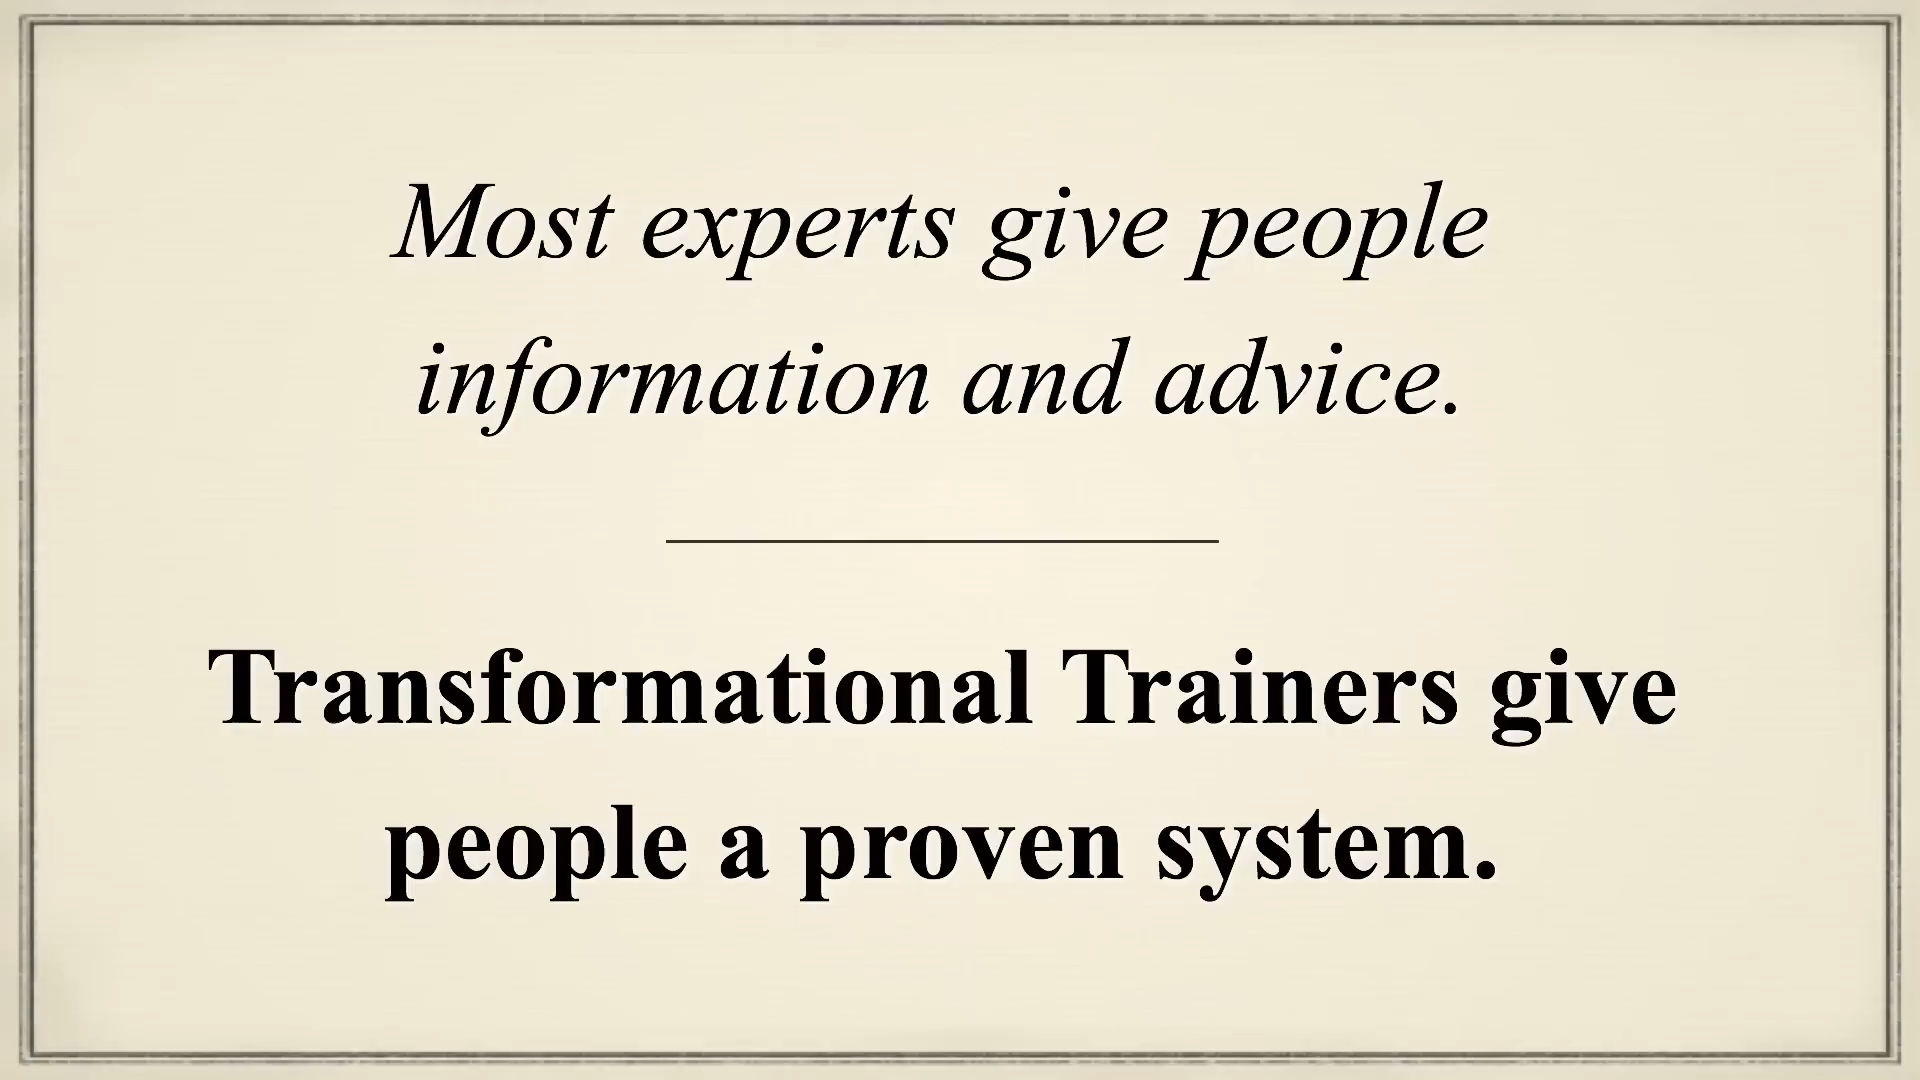 Most experts give people
information and advice.
Transformational Trainers give
people a proven system.